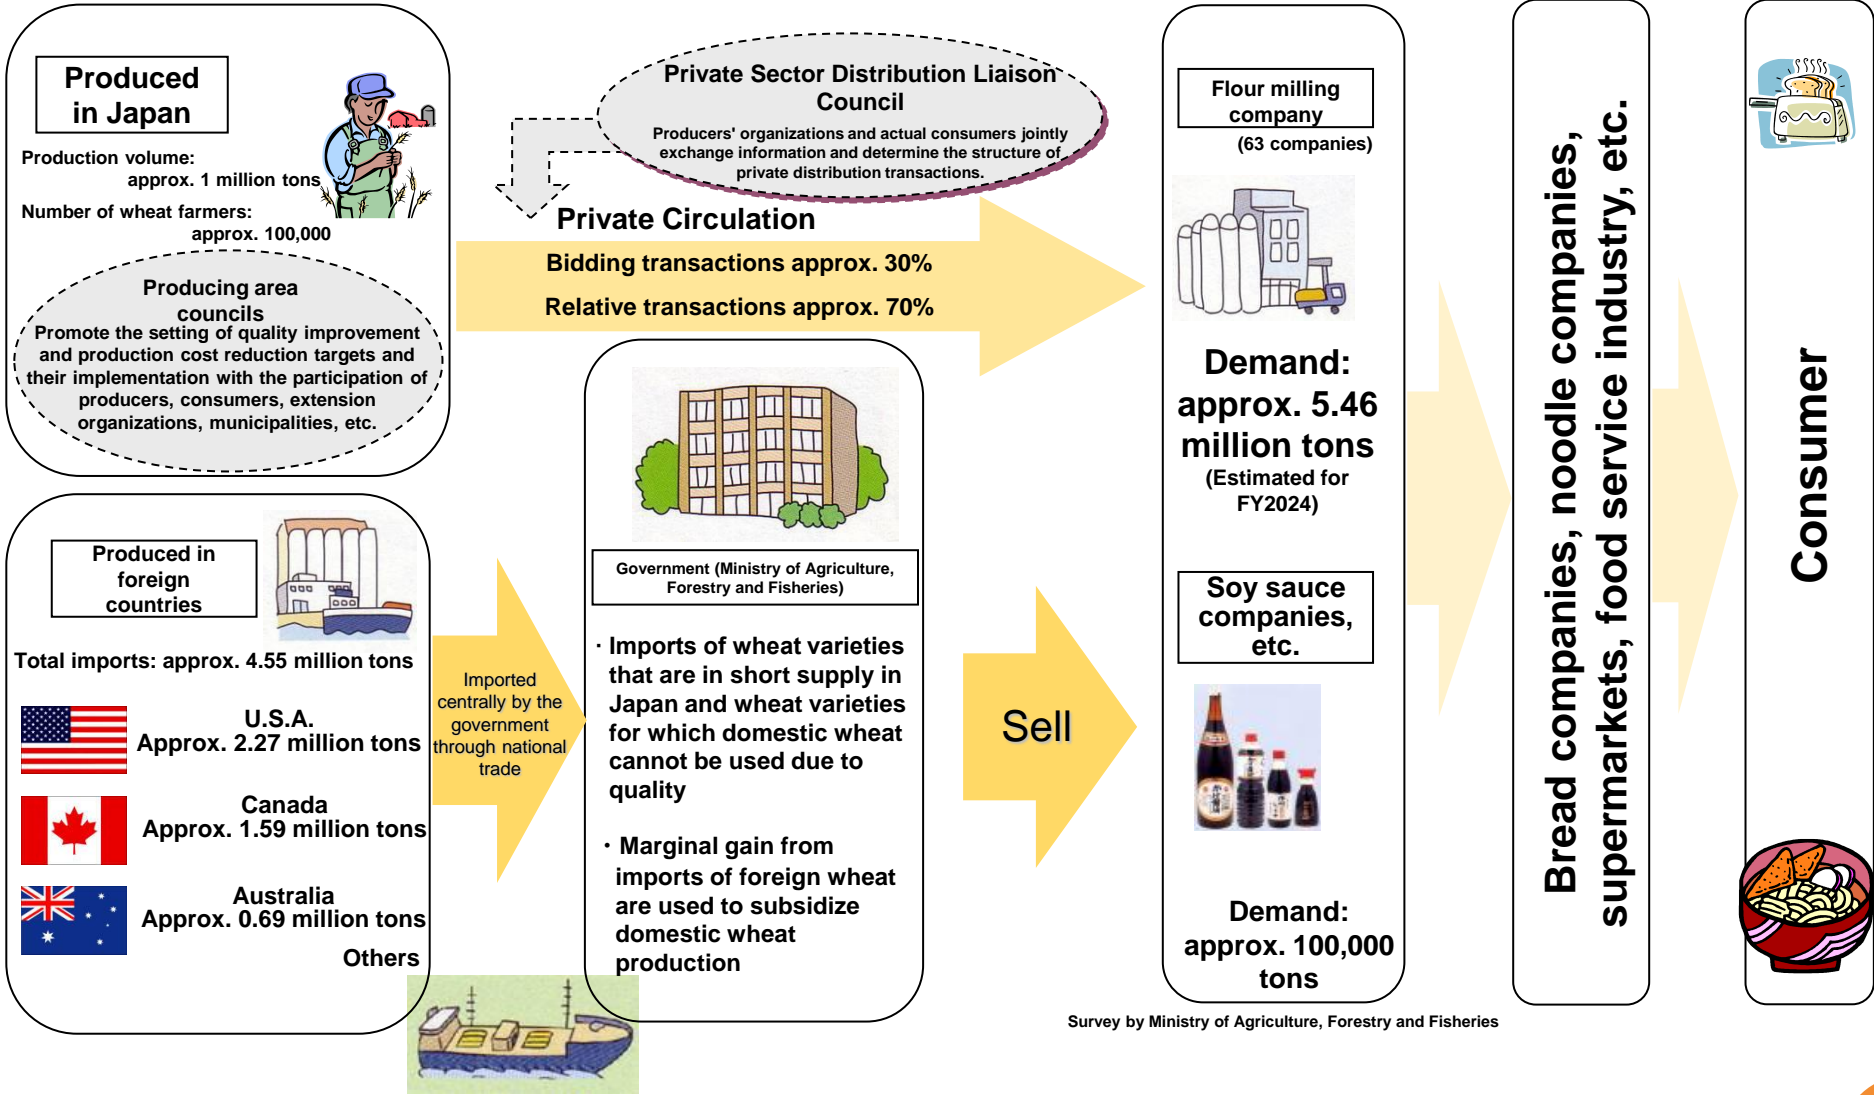 Produced
in Japan
Production volume:
approx. 1 million tons
Number of wheat farmers:
approx. 100,000
Producing area
councils
Promote the setting of quality improvement
and production cost reduction targets and
their implementation with the participation of
producers, consumers, extension
organizations, municipalities, etc.
Private Sector Distribution Liaison
Council
Producers' organizations and actual consumers jointly
exchange information and determine the structure of
private distribution transactions.
Private Circulation
Bidding transactions approx. 30%
Relative transactions approx. 70%
Produced in
foreign
countries
Total imports: approx. 4.55 million tons
U.S.A.
Approx. 2.27 million tons
Canada
Approx. 1.59 million tons
Australia
Approx. 0.69 million tons
Others
Imported
centrally by the
government
through national
trade
Government (Ministry of Agriculture,
Forestry and Fisheries)
· Imports of wheat varieties
that are in short supply in
Japan and wheat varieties
for which domestic wheat
cannot be used due to
quality
· Marginal gain from
imports of foreign wheat
are used to subsidize
domestic wheat
production
Sell
Flour milling
company
(63 companies)
Demand:
approx. 5.46
million tons
(Estimated for
FY2024)
Soy sauce
companies,
etc.
Demand:
approx. 100,000
tons
Survey by Ministry of Agriculture, Forestry and Fisheries
Bread companies, noodle companies,
supermarkets, food service industry, etc.
Consumer